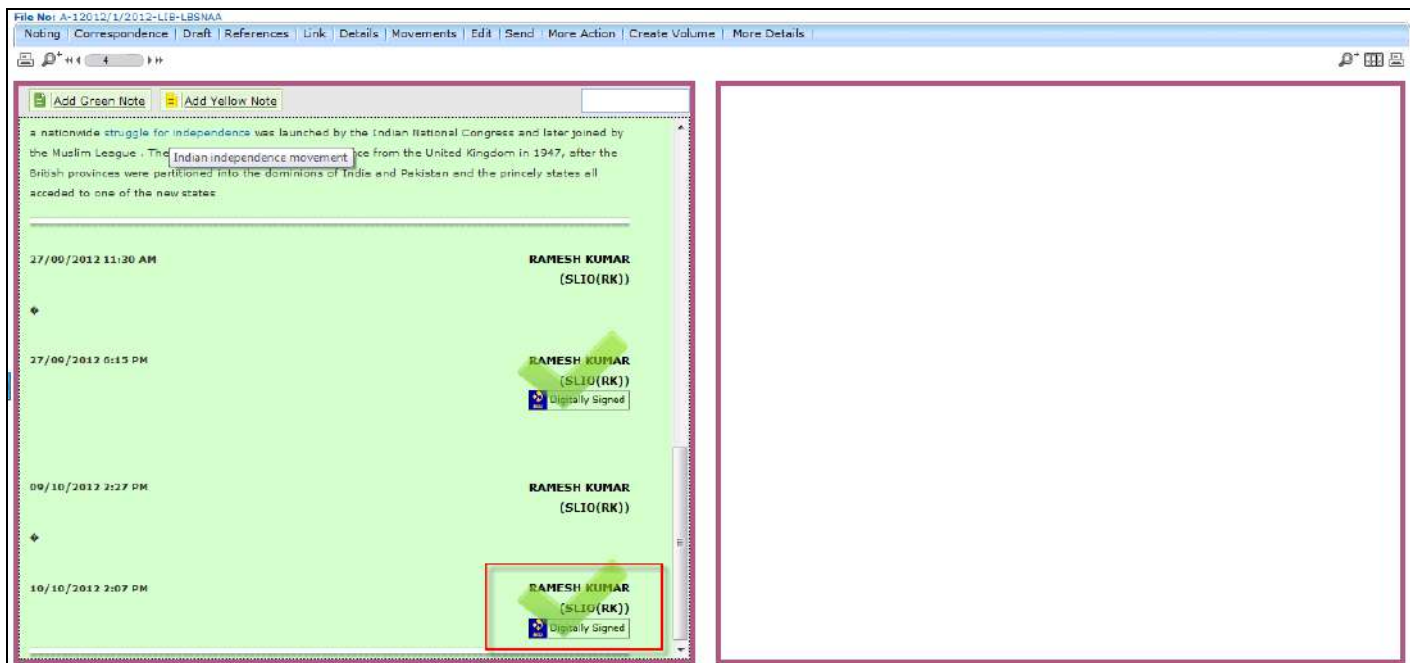 File No: A-12012/1/2012-LIB-LBSNAA
Noting | Correspondence | Draft | References | Link | Details | Movements | Edit | Send | More Action | Create Volume | More Details |
4
Add Green Note Add Yellow Note
a nationwide struggle for independence was launched by the Indian National Congress and later joined by
the Muslim League . The Indian independence movement ce from the United Kingdom in 1947, after the
British provinces were partitioned into the dominions of India and Pakistan and the princely states all
acceded to one of the new states
27/09/2012 11:30 AM RAMESH KUMAR
(SLIO(RK))
27/09/2012 6:15 PM RAMESH KUMAR
(SLIO(RK))
Digitally Signed
09/10/2012 2:27 PM RAMESH KUMAR
(SLIO(RK))
10/10/2012 2:07 PM RAMESH KUMAR
(SLIO(RK))
Digitally Signed